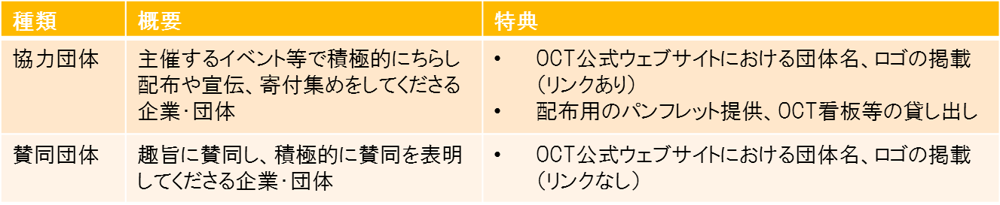 種類 概要 特典
協力団体 主催するイベント等で積極的にちらし • OCT公式ウェブサイトにおける団体名、ロゴの掲載
配布や宣伝、寄付集めをしてくださる (リンクあり)
企業・団体 • 配布用のパンフレット提供、OCT看板等の貸し出し
賛同団体 趣旨に賛同し、積極的に賛同を表明 • OCT公式ウェブサイトにおける団体名、ロゴの掲載
してくださる企業・団体 (リンクなし)